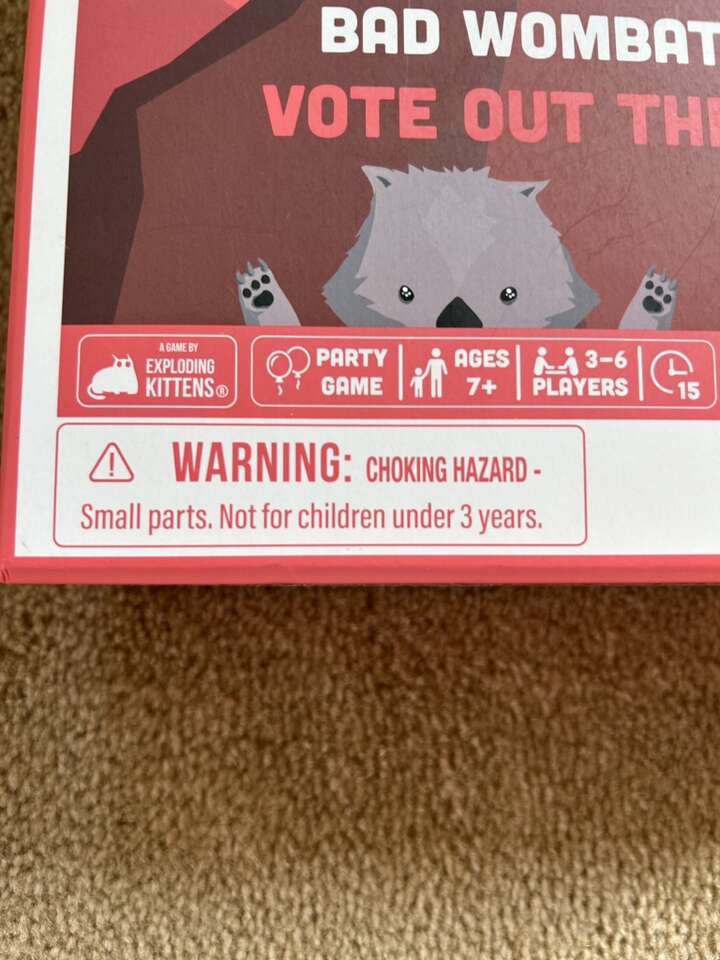 BAD WOMBAT
VOTE OUT TH
A GAME BY
EXPLODING
KITTENS®
PARTY
GAME
AGES
7+
3-6
PLAYERS
15
WARNING: CHOKING HAZARD -
Small parts. Not for children under 3 years.